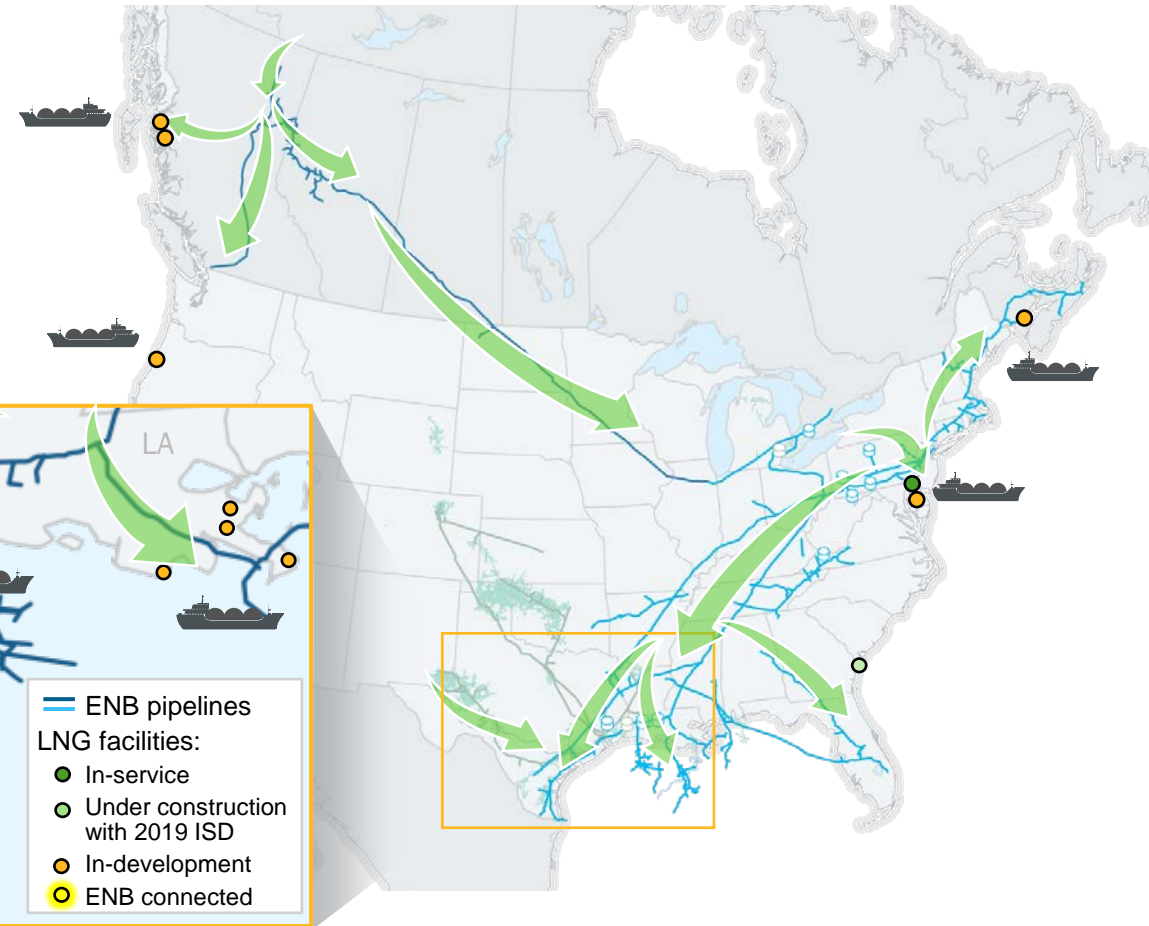 LA
ENB pipelines
LNG facilities:
In-service
Under construction
with 2019 ISD
In-development
ENB connected